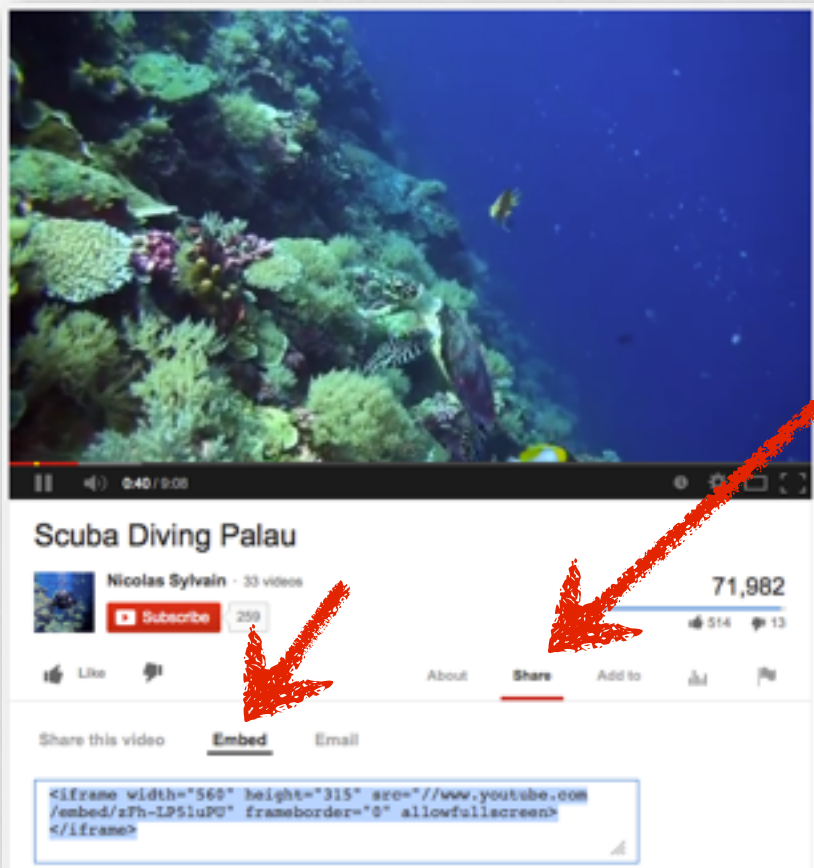 0:40 / 9:08
Scuba Diving Palau
Nicolas Sylvain · 33 videos
Subscribe 259
71,982
514 13
Like
About Share Add to
Share this video Embed Email
<iframe width="560" height="315" src="//www.youtube.com
/embed/zFh-LP51uPU" frameborder="0" allowfullscreen>
</iframe>